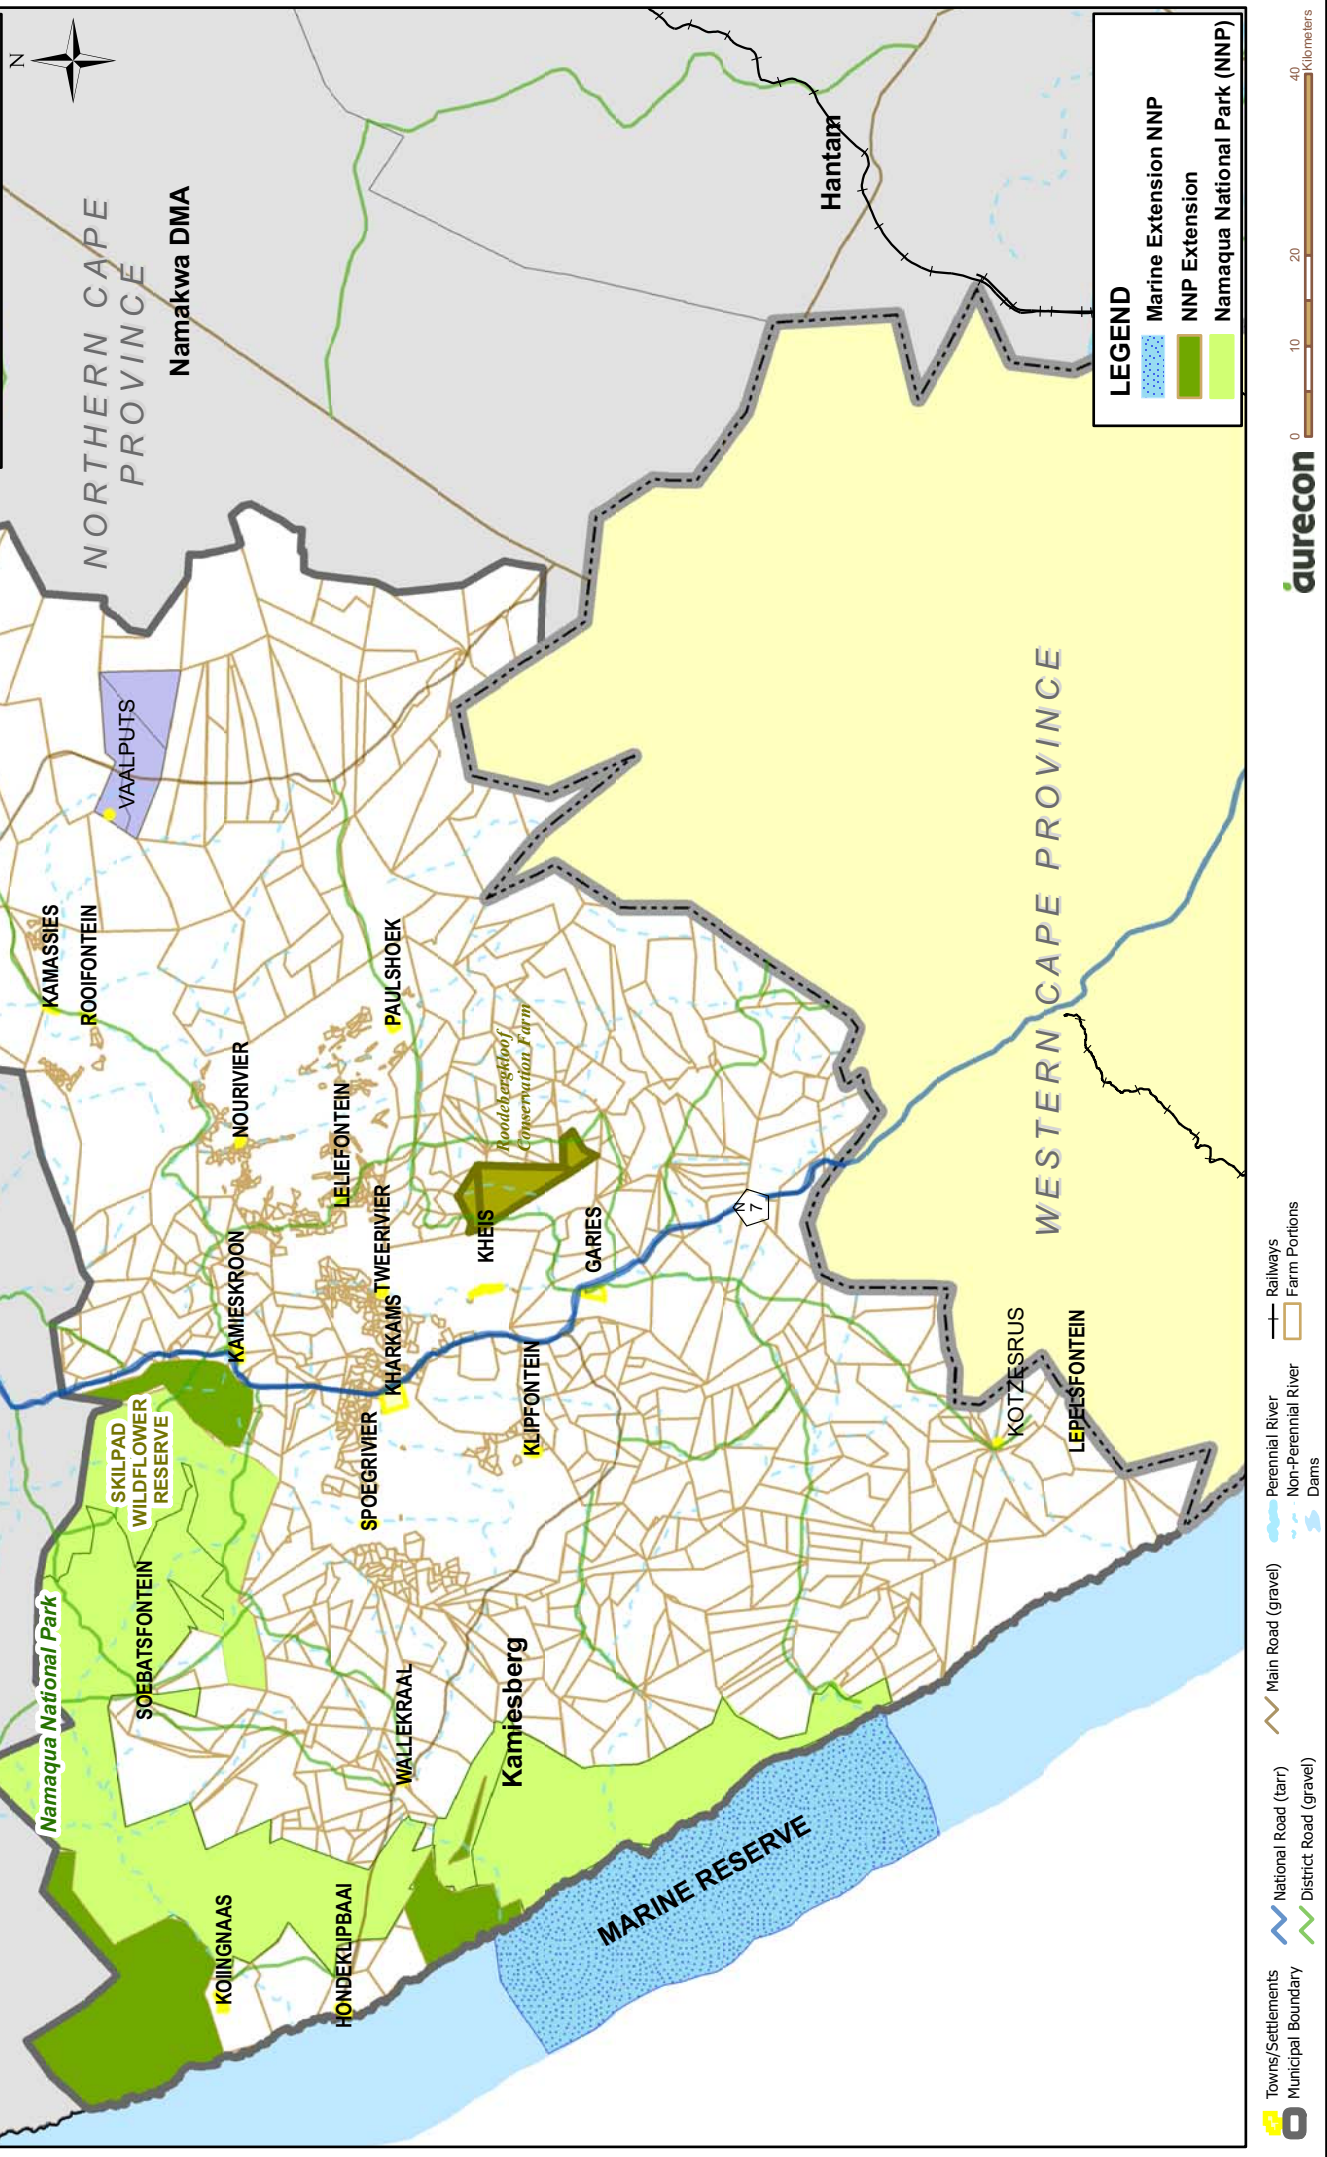 N
NORTHERN CAPE
PROVINCE
Namakwa DMA
Hantam
VAALPUTS
KAMASSIES
ROOIFONTEIN
NOURIVIER
PAULSHOEK
LELIEFONTEIN
Roodebergkloof
Conservation Farm
KAMIESKROON
TWEERIVIER
KHARKAMS
KHEIS
GARIES
N
7
SKILPAD
WILDFLOWER
RESERVE
SPOEGRIVIER
KLIPFONTEIN
Namaqua National Park
SOEBATSFONTEIN
WALLEKRAAL
Kamiesberg
KOIINGNAAS
HONDEKLIPBAAI
MARINE RESERVE
KOTZESRUS
LEPELSFONTEIN
WESTERN CAPE PROVINCE
LEGEND
Marine Extension NNP
NNP Extension
Namaqua National Park (NNP)
Towns/Settlements
Municipal Boundary
National Road (tarr)
District Road (gravel)
Main Road (gravel)
Perennial River
Non-Perennial River
Dams
Railways
Farm Portions
aurecon
0 10 20 40
Kilometers